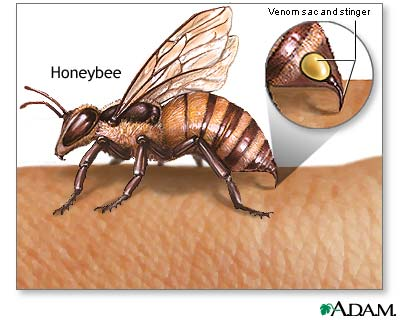 Venom sac and stinger
Honeybee
A.D.A.M.